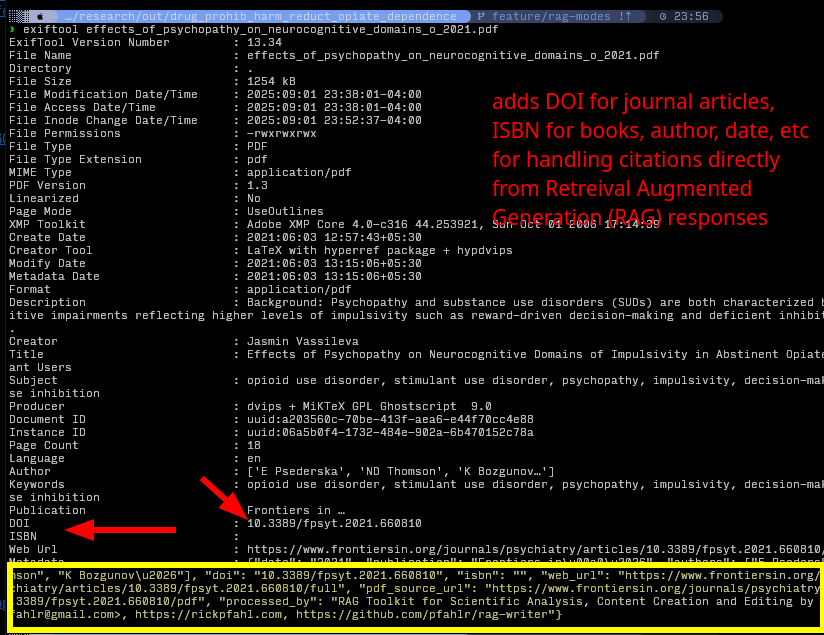 …/research/out/drug_prohib_harm_reduct_opiate_dependence feature/rag-modes !↑ 23:56
› exiftool effects_of_psychopathy_on_neurocognitive_domains_o_2021.pdf
ExifTool Version Number : 13.34
File Name : effects_of_psychopathy_on_neurocognitive_domains_o_2021.pdf
Directory : .
File Size : 1254 kB
File Modification Date/Time : 2025:09:01 23:38:01-04:00
File Access Date/Time : 2025:09:01 23:38:01-04:00
File Inode Change Date/Time : 2025:09:01 23:52:37-04:00
File Permissions : -rwxrwxrwx
File Type : PDF
File Type Extension : pdf
MIME Type : application/pdf
PDF Version : 1.3
Linearized : No
Page Mode : UseOutlines
XMP Toolkit : Adobe XMP Core 4.0-c316 44.253921, Sun Oct 01 2006 17:14:39
Create Date : 2021:06:03 12:57:43+05:30
Creator Tool : LaTeX with hyperref package + hypdvips
Modify Date : 2021:06:03 13:15:06+05:30
Metadata Date : 2021:06:03 13:15:06+05:30
Format : application/pdf
Description : Background: Psychopathy and substance use disorders (SUDs) are both characterized b
itive impairments reflecting higher levels of impulsivity such as reward-driven decision-making and deficient inhibit
.
Creator : Jasmin Vassileva
Title : Effects of Psychopathy on Neurocognitive Domains of Impulsivity in Abstinent Opiate
ant Users
Subject : opioid use disorder, stimulant use disorder, psychopathy, impulsivity, decision-mak
se inhibition
Producer : dvips + MiKTeX GPL Ghostscript 9.0
Document ID : uuid:a203560c-70be-413f-aea6-e44f70cc4e88
Instance ID : uuid:06a5b0f4-1732-484e-902a-6b470152c78a
Page Count : 18
Language : en
Author : ['E Psederska', 'ND Thomson', 'K Bozgunov…']
Keywords : opioid use disorder, stimulant use disorder, psychopathy, impulsivity, decision-mak
se inhibition
Publication : Frontiers in …
DOI : 10.3389/fpsyt.2021.660810
ISBN :
Web Url : https://www.frontiersin.org/journals/psychiatry/articles/10.3389/fpsyt.2021.660810/
nson", "K Bozgunov\u2026"], "doi": "10.3389/fpsyt.2021.660810", "isbn": "", "web_url": "https://www.frontiersin.org/
chiatry/articles/10.3389/fpsyt.2021.660810/full", "pdf_source_url": "https://www.frontiersin.org/journals/psychiatry
.3389/fpsyt.2021.660810/pdf", "processed_by": "RAG Toolkit for Scientific Analysis, Content Creation and Editing by
fahlr@gmail.com>, https://rickpfahl.com, https://github.com/pfahlr/rag-writer"}
adds DOI for journal articles,
ISBN for books, author, date, etc
for handling citations directly
from Retreival Augmented
Generation (RAG) responses